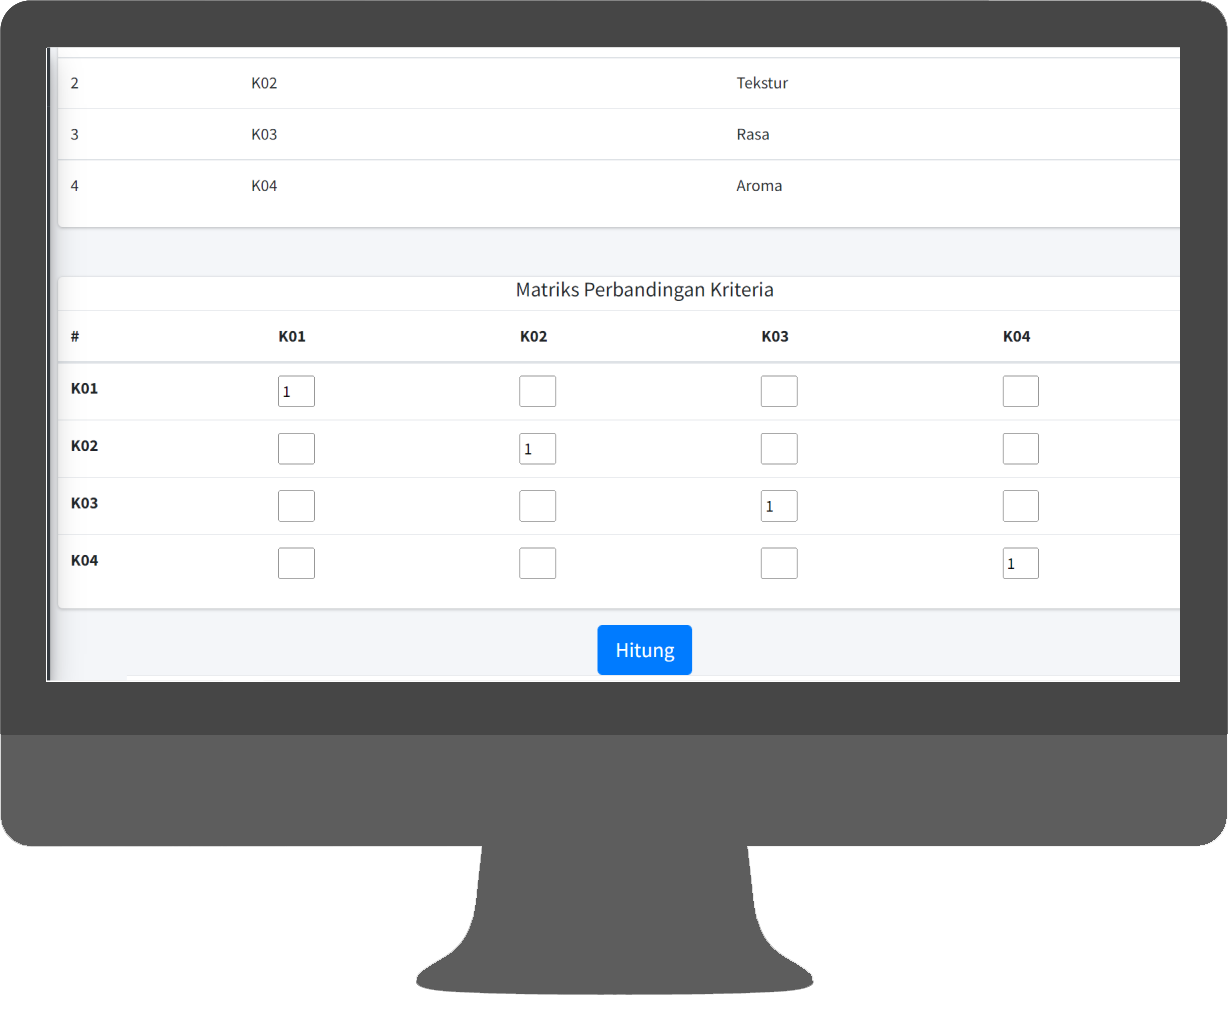 2 K02 Tekstur
3 K03 Rasa
4 K04 Aroma
Matriks Perbandingan Kriteria
# K01 K02 K03 K04
K01 1
K02 1
K03 1
K04 1
Hitung